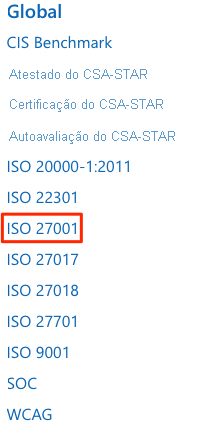 Global
CIS Benchmark
Atestado do CSA-STAR
Certificação do CSA-STAR
Autoavaliação do CSA-STAR
ISO 20000-1:2011
ISO 22301
ISO 27001
ISO 27017
ISO 27018
ISO 27701
ISO 9001
SOC
WCAG